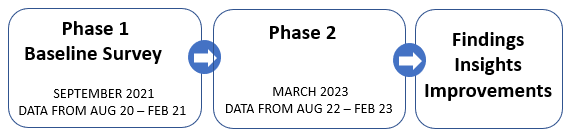 Phase 1
Baseline Survey
SEPTEMBER 2021
DATA FROM AUG 20 – FEB 21
Phase 2
MARCH 2023
DATA FROM AUG 22 – FEB 23
Findings
Insights
Improvements